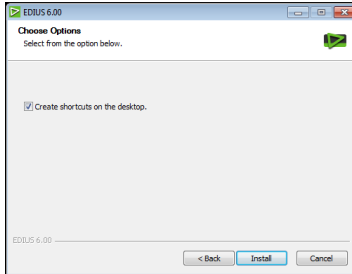 EDIUS 6.00
Choose Options
Select from the option below.
Create shortcuts on the desktop.
EDIUS 6.00
< Back Install Cancel